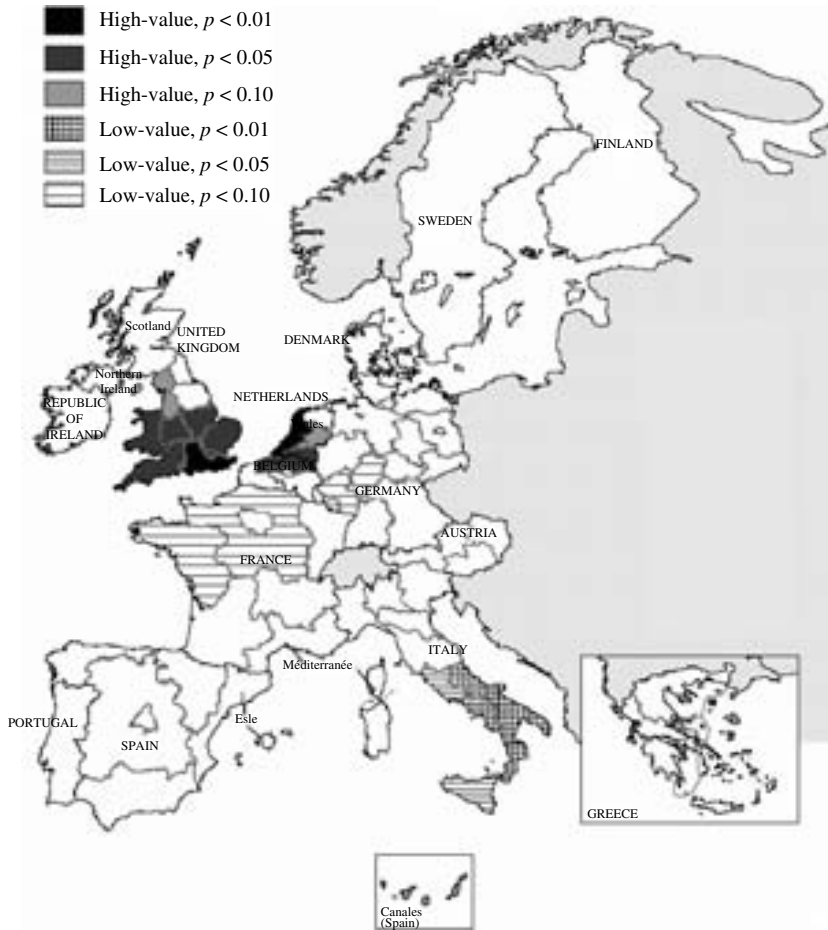 High-value, p < 0.01
High-value, p < 0.05
High-value, p < 0.10
Low-value, p < 0.01
Low-value, p < 0.05
Low-value, p < 0.10
FINLAND
SWEDEN
Scotland
UNITED
KINGDOM
DENMARK
Northern
Ireland
NETHERLANDS
REPUBLIC
OF
IRELAND
BELGIUM
GERMANY
AUSTRIA
FRANCE
ITALY
Méditerranée
PORTUGAL
Esle
SPAIN
GREECE
Canales
(Spain)